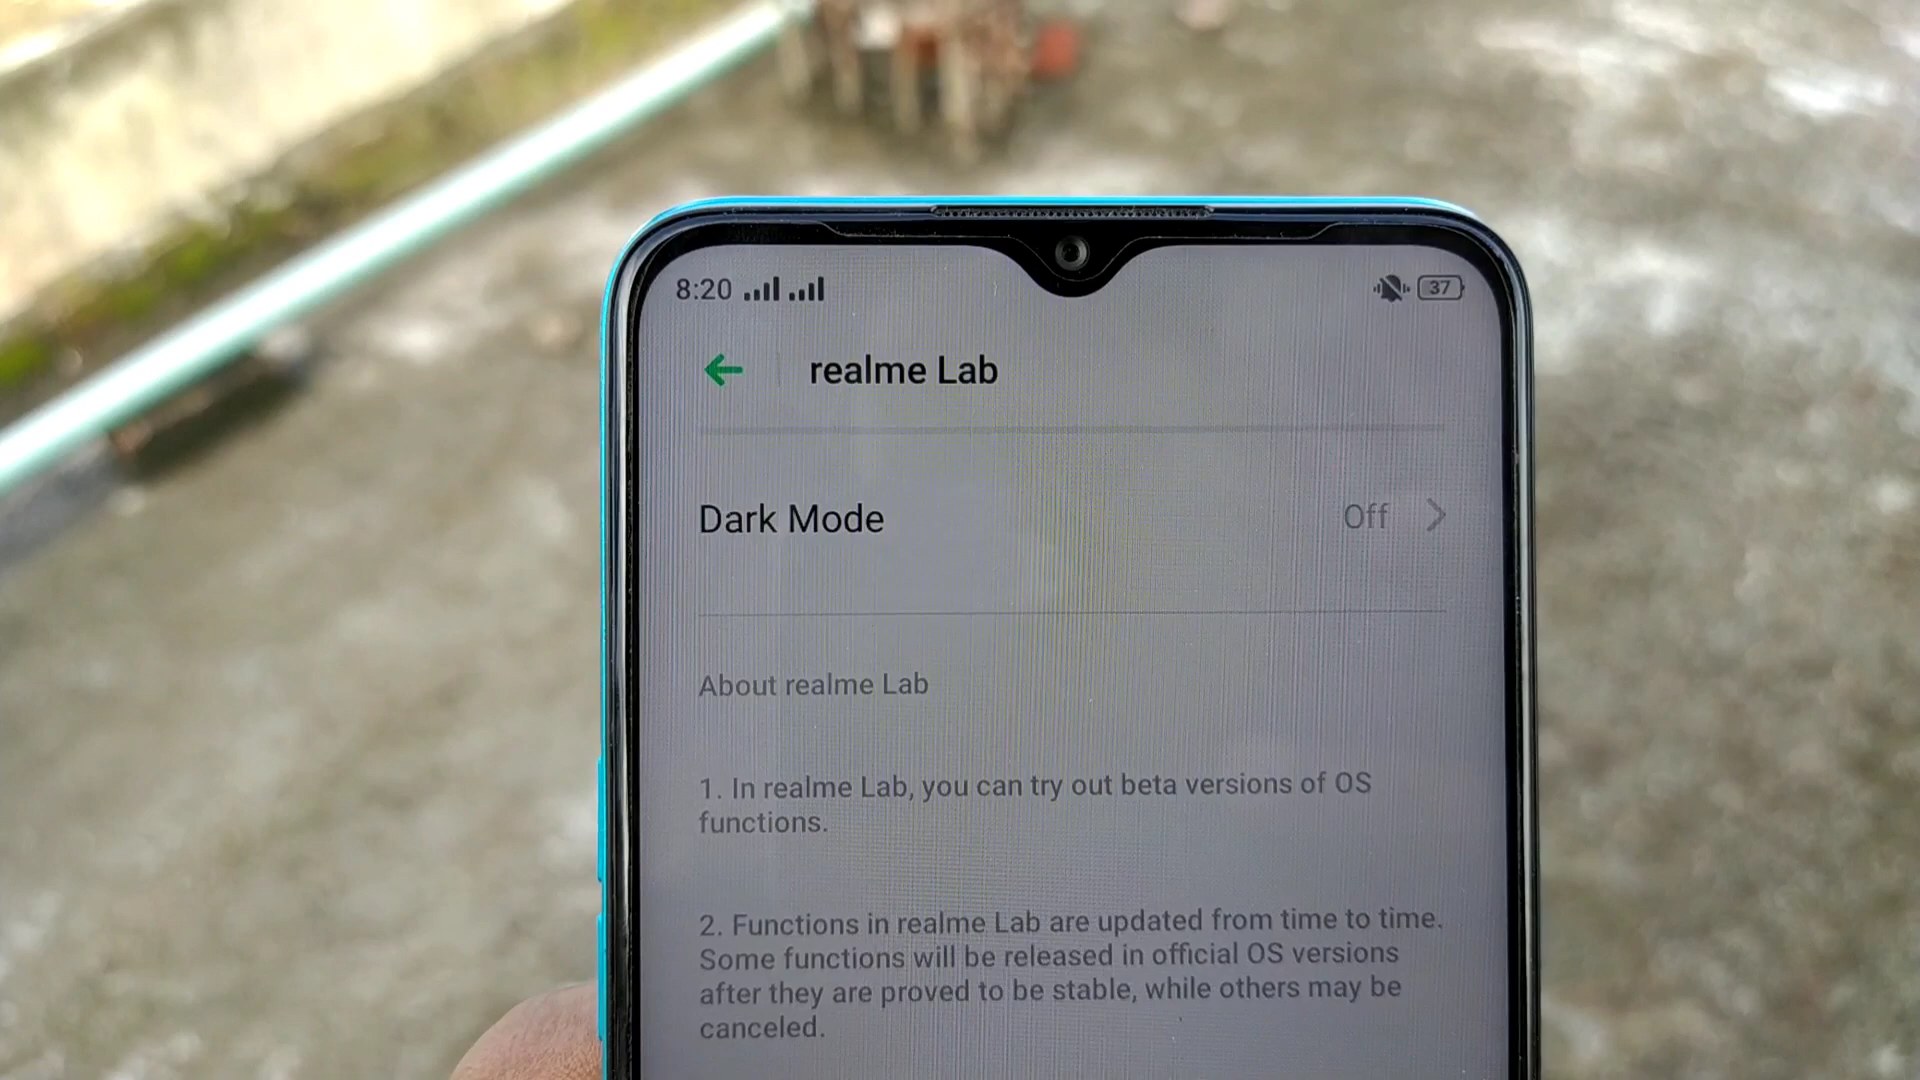 8:20
37
realme Lab
Dark Mode
Off
About realme Lab
1. In realme Lab, you can try out beta versions of OS
functions.
2. Functions in realme Lab are updated from time to time.
Some functions will be released in official OS versions
after they are proved to be stable, while others may be
canceled.